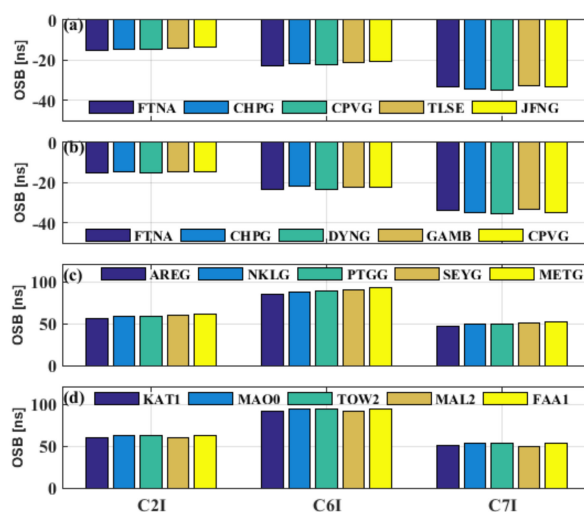 (a)
0
-20
-40
OSB [ns]
FTNA CHPG CPVG TLSE JFNG
(b)
0
-20
-40
OSB [ns]
FTNA CHPG DYNG GAMB CPVG
(c)
AREG NKLG PTGG SEYG METG
100
50
0
OSB [ns]
(d)
KAT1 MAO0 TOW2 MAL2 FAA1
100
50
0
OSB [ns]
C2I C6I C7I